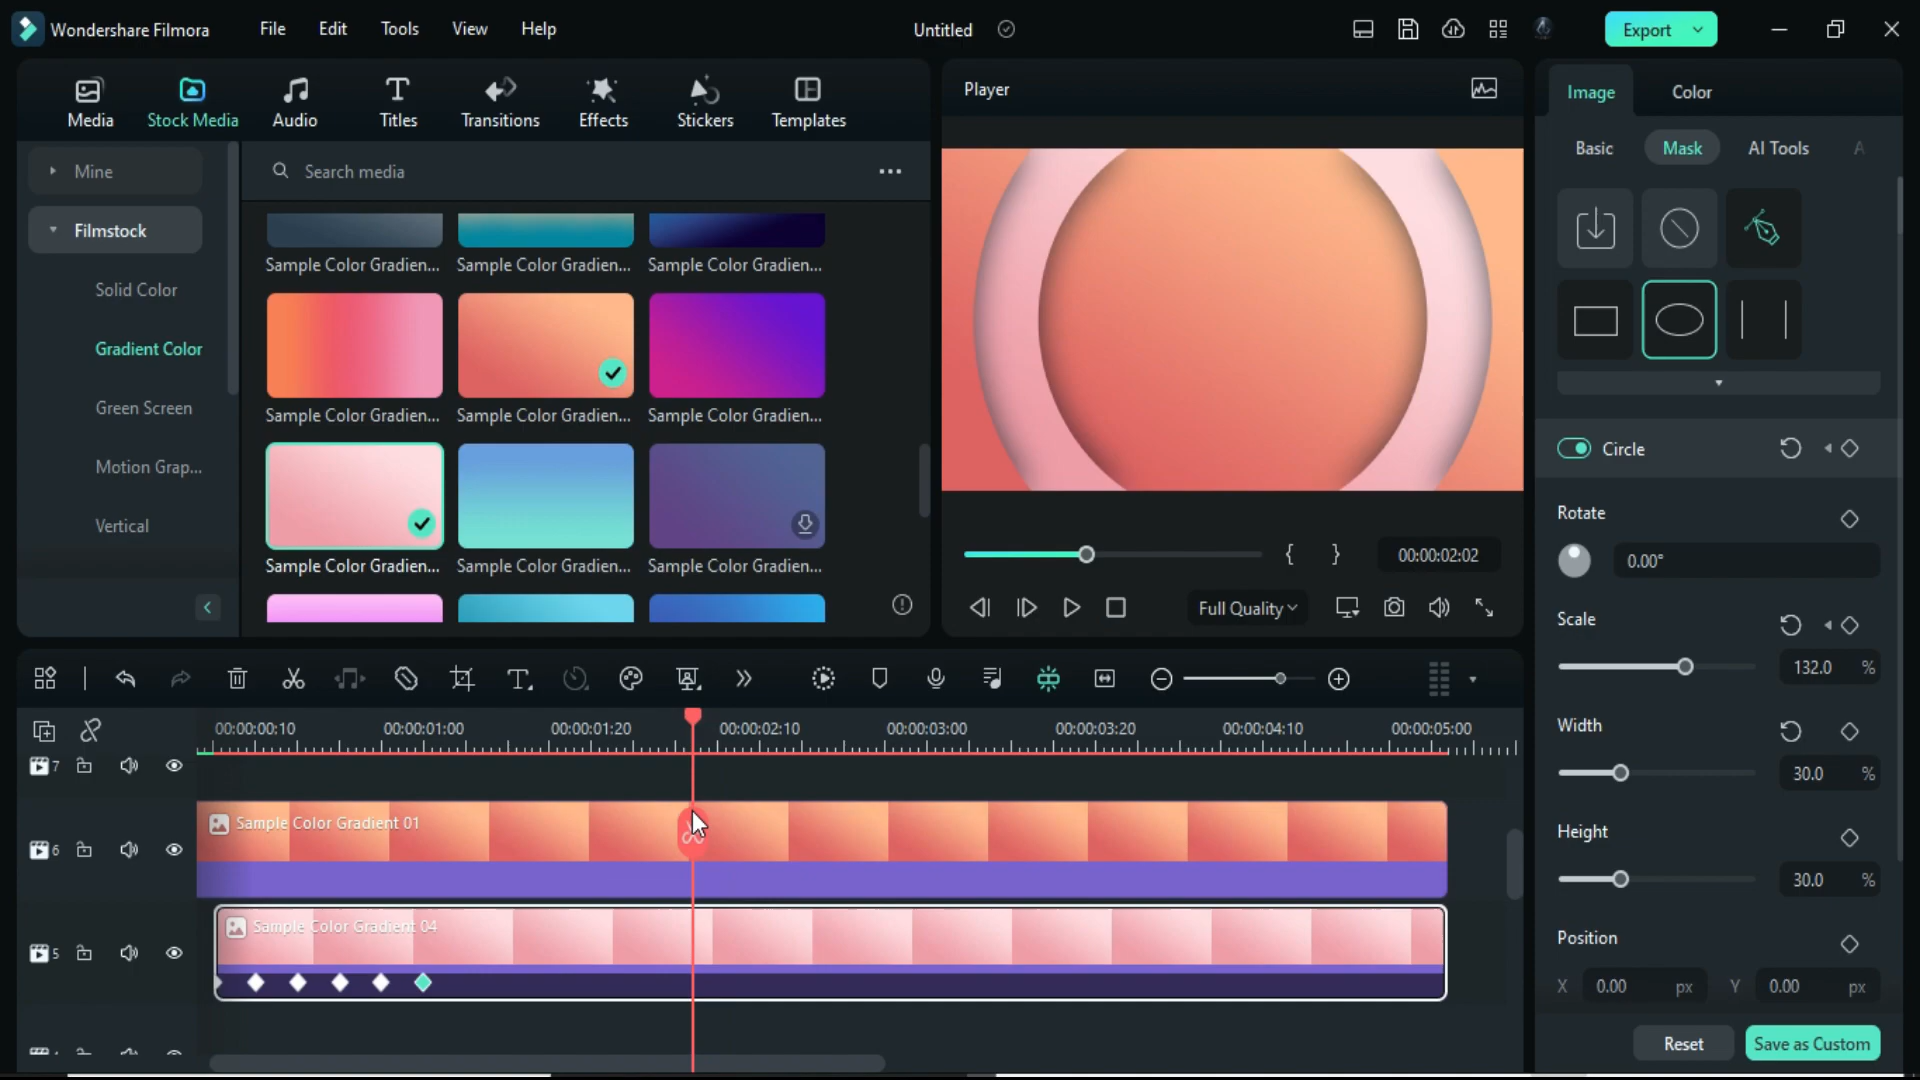 Wondershare Filmora
File
Edit
Tools
View
Help
Untitled
Export
Media
Stock Media
Audio
Titles
Transitions
Effects
Stickers
Templates
Player
Image
Color
Basic
Mask
AI Tools
A
Mine
Filmstock
Solid Color
Gradient Color
Green Screen
Motion Grap...
Vertical
Search media
Sample Color Gradien...
Sample Color Gradien...
Sample Color Gradien...
Sample Color Gradien...
Sample Color Gradien...
Sample Color Gradien...
Sample Color Gradien...
Sample Color Gradien...
Sample Color Gradien...
{ } 00:00:02:02
Full Quality
Circle
Rotate
0.00°
Scale
132.0 %
Width
30.0 %
Height
30.0 %
Position
X 0.00 px Y 0.00 px
Reset
Save as Custom
00:00:00:10
00:00:01:00
00:00:01:20
00:00:02:10
00:00:03:00
00:00:03:20
00:00:04:10
00:00:05:00
7
6
Sample Color Gradient 01
5
Sample Color Gradient 04